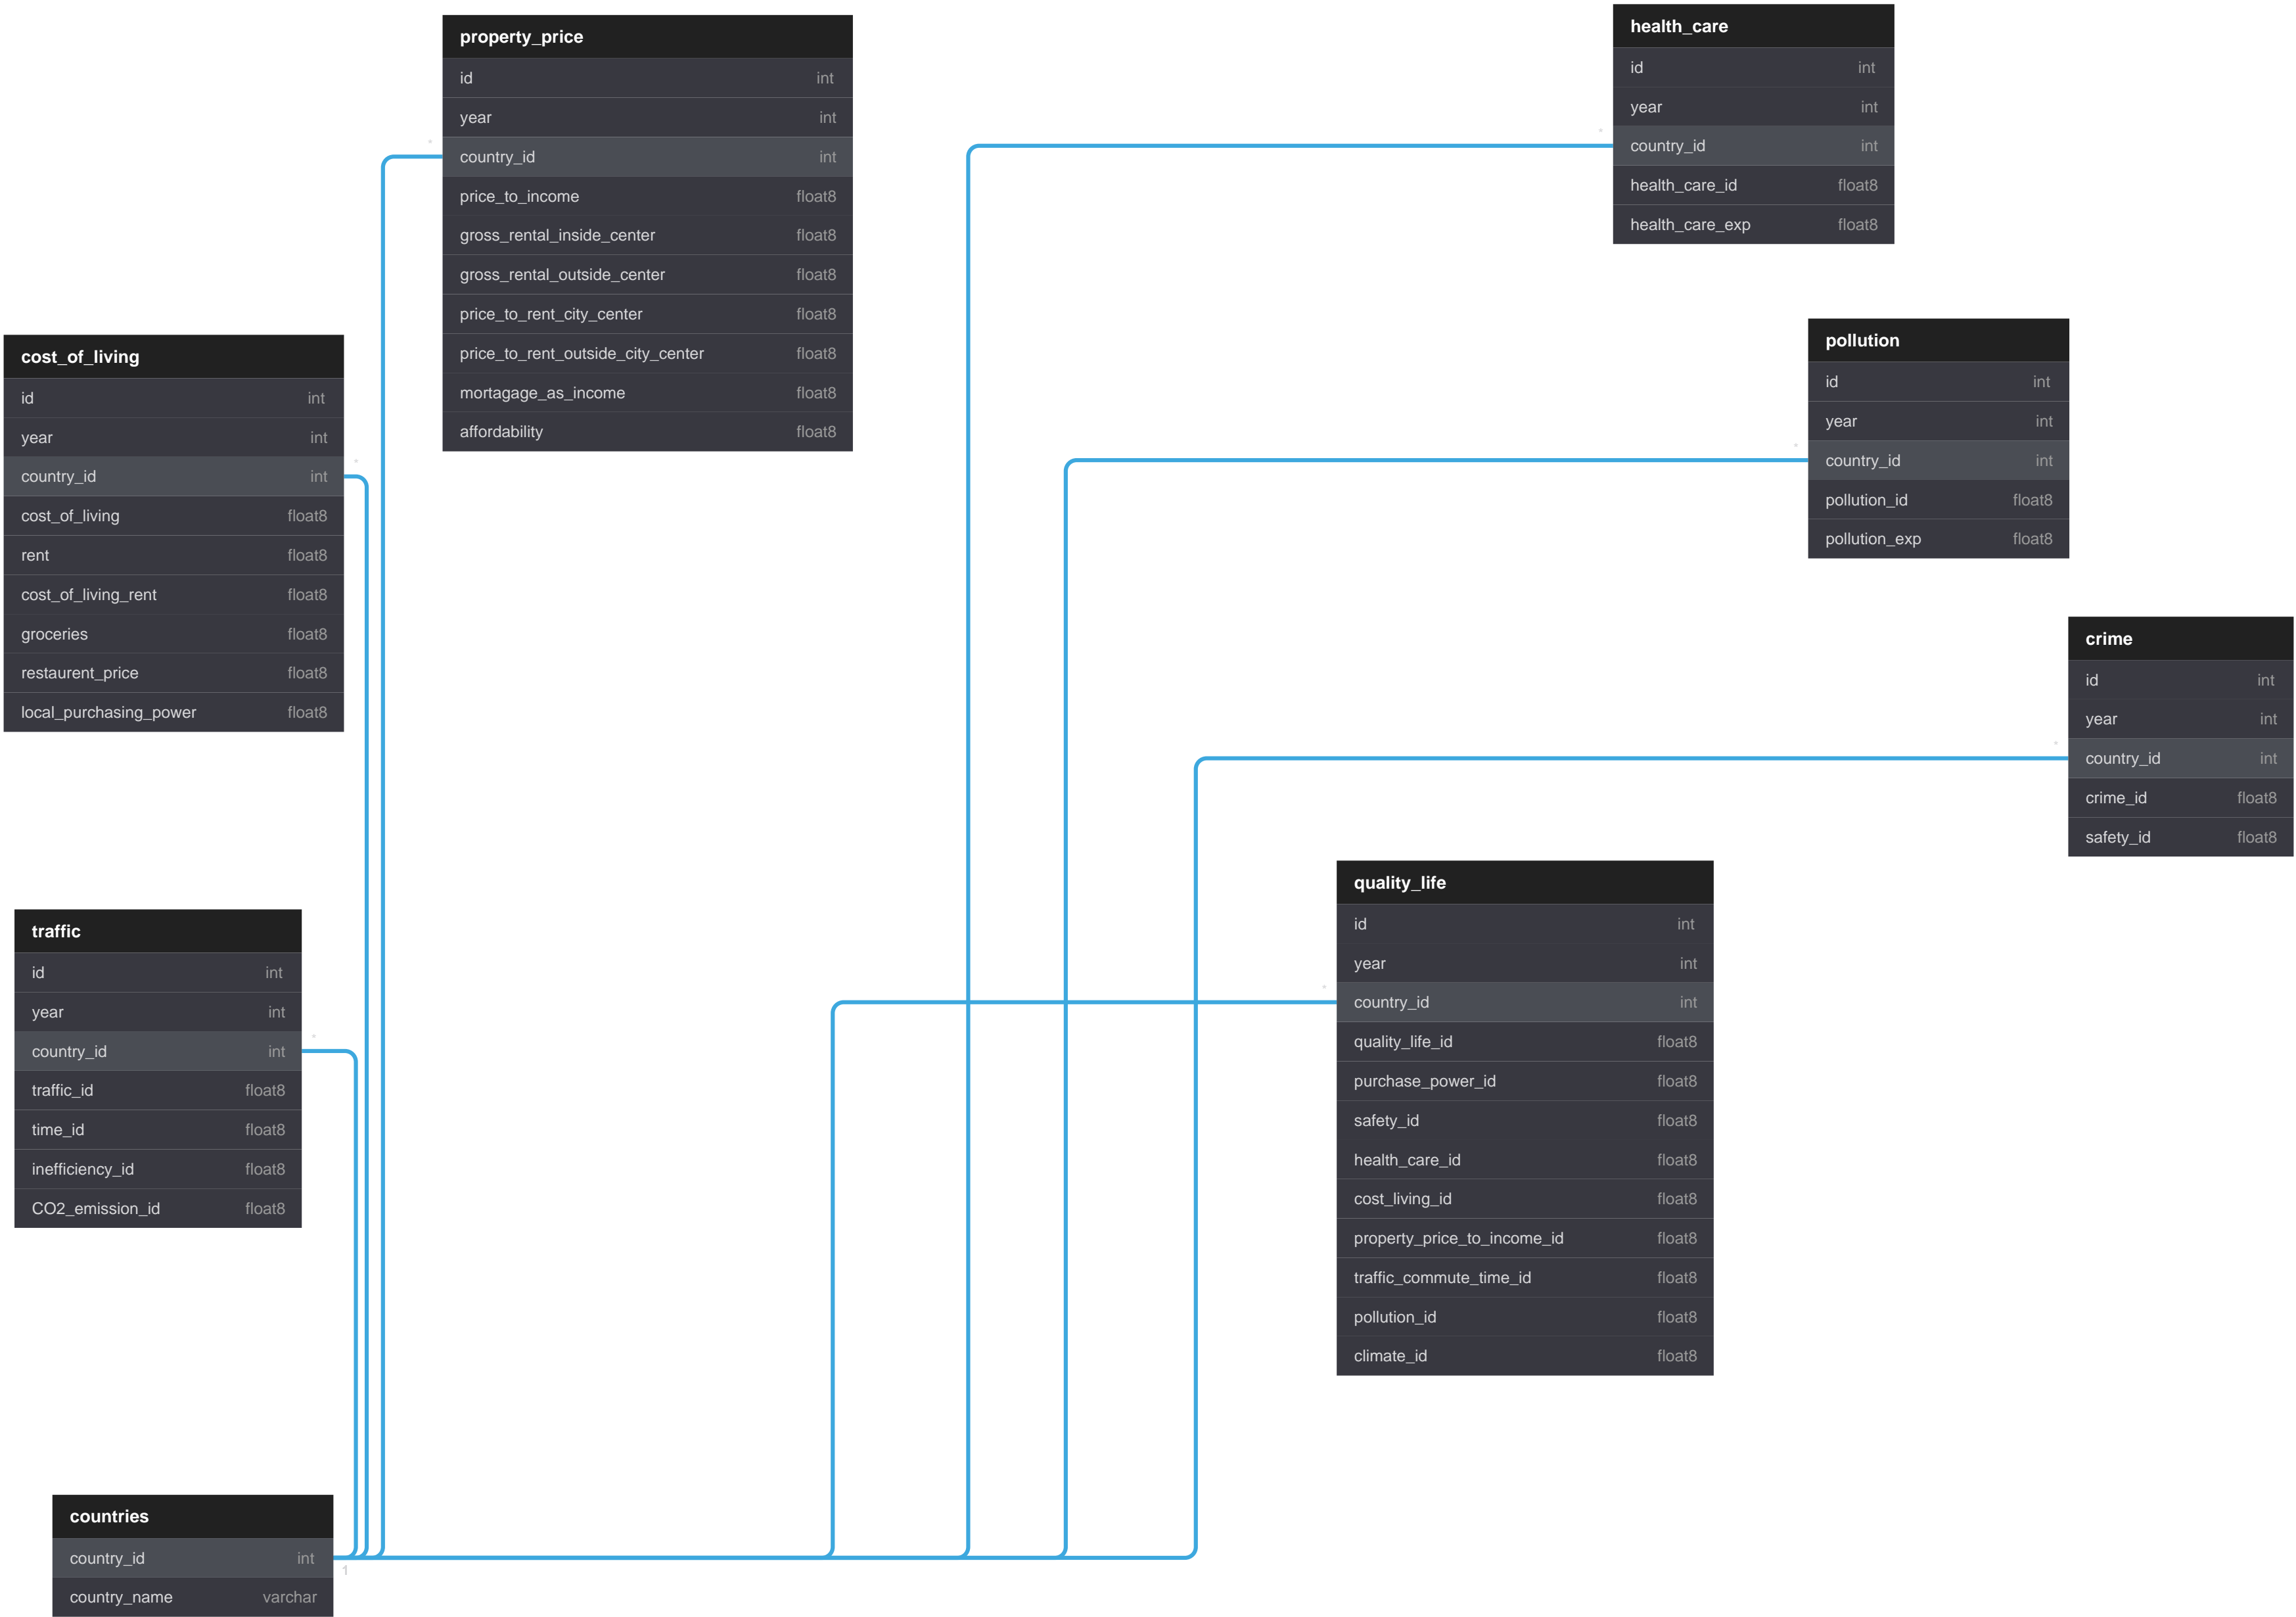 property_price
id int
year int
country_id int
price_to_income float8
gross_rental_inside_center float8
gross_rental_outside_center float8
price_to_rent_city_center float8
price_to_rent_outside_city_center float8
mortagage_as_income float8
affordability float8
health_care
id int
year int
country_id int
health_care_id float8
health_care_exp float8
cost_of_living
id int
year int
country_id int
cost_of_living float8
rent float8
cost_of_living_rent float8
groceries float8
restaurent_price float8
local_purchasing_power float8
pollution
id int
year int
country_id int
pollution_id float8
pollution_exp float8
crime
id int
year int
country_id int
crime_id float8
safety_id float8
quality_life
id int
year int
country_id int
quality_life_id float8
purchase_power_id float8
safety_id float8
health_care_id float8
cost_living_id float8
property_price_to_income_id float8
traffic_commute_time_id float8
pollution_id float8
climate_id float8
traffic
id int
year int
country_id int
traffic_id float8
time_id float8
inefficiency_id float8
CO2_emission_id float8
countries
country_id int
1
country_name varchar
*
*
*
*
*
*
*